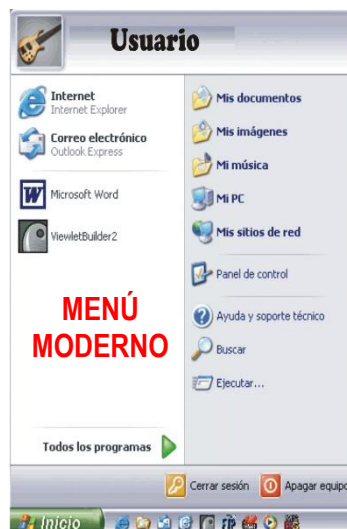 Usuario
Internet
Internet Explorer
Correo electrónico
Outlook Express
Microsoft Word
ViewletBuilder2
MENÚ
MODERNO
Todos los programas
Mis documentos
Mis imágenes
Mi música
Mi PC
Mis sitios de red
Panel de control
Ayuda y soporte técnico
Buscar
Ejecutar...
Cerrar sesión
Apagar equipo
Inicio